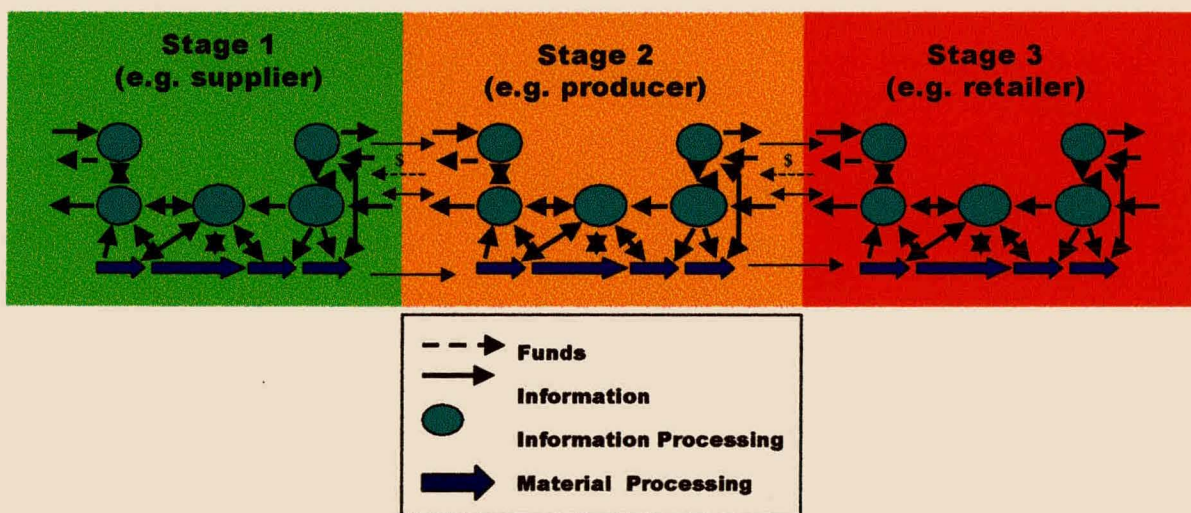 Stage 1
(e.g. supplier)
Stage 2
(e.g. producer)
Stage 3
(e.g. retailer)
$
$
Funds
Information
Information Processing
Material Processing